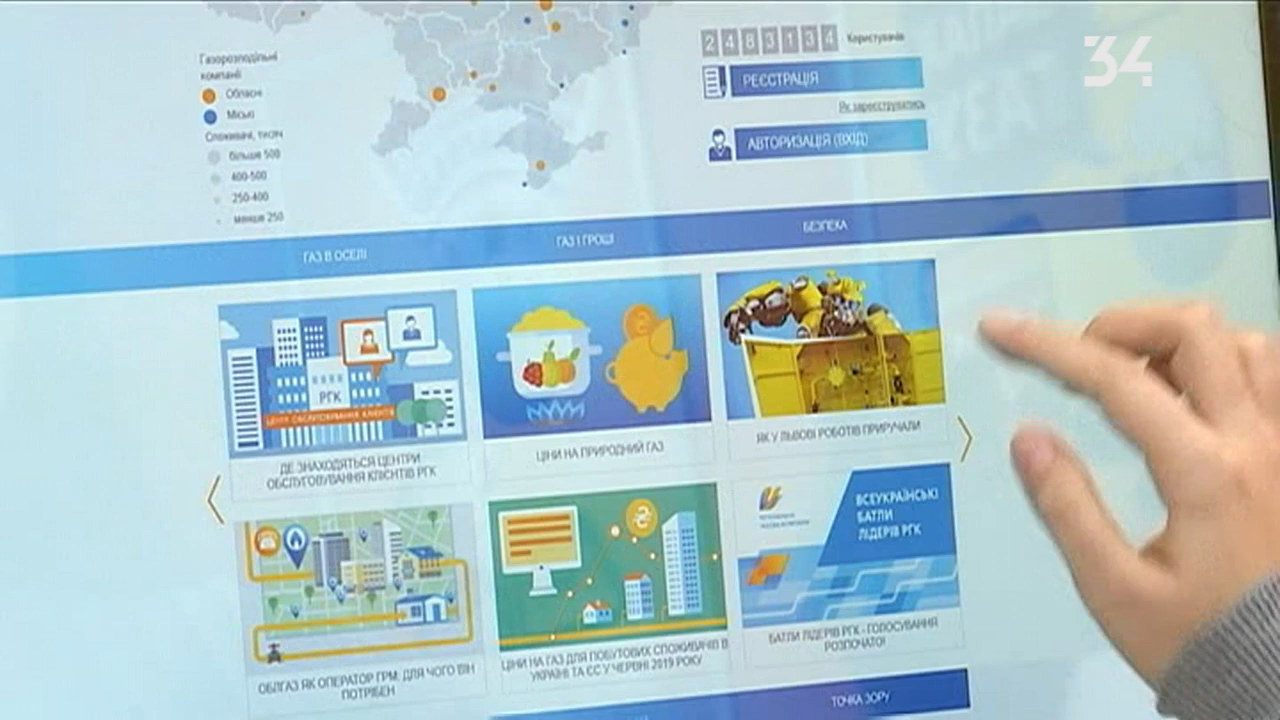 34
Газорозподільні
компанії
Обласні
Міські
Споживачі, тисяч
більше 500
400-500
250-400
менше 250
2483134 Користувачів
РЕЄСТРАЦІЯ
Як зареєструватись
АВТОРИЗАЦІЯ (ВХІД)
ГАЗ В ОСЕЛІ
ГАЗ І ГРОШІ
БЕЗПЕКА
РГК
ЦЕНТР ОБСЛУГОВУВАННЯ КЛІЄНТІВ
ДЕ ЗНАХОДЯТЬСЯ ЦЕНТРИ
ОБСЛУГОВУВАННЯ КЛІЄНТІВ РГК
ЦІНИ НА ПРИРОДНИЙ ГАЗ
ЯК У ЛЬВОВІ РОБОТІВ ПРИРУЧАЛИ
ВСЕУКРАЇНСЬКІ
БАТЛИ
ЛІДЕРІВ РГК
ОБЛГАЗ ЯК ОПЕРАТОР ГРМ: ДЛЯ ЧОГО ВІН
ПОТРІБЕН
ЦІНИ НА ГАЗ ДЛЯ ПОБУТОВИХ СПОЖИВАЧІВ В
УКРАЇНІ ТА ЄС У ЧЕРВНІ 2019 РОКУ
БАТЛИ ЛІДЕРІВ РГК - ГОЛОСУВАННЯ
РОЗПОЧАТО!
ТОЧКА ЗОРУ